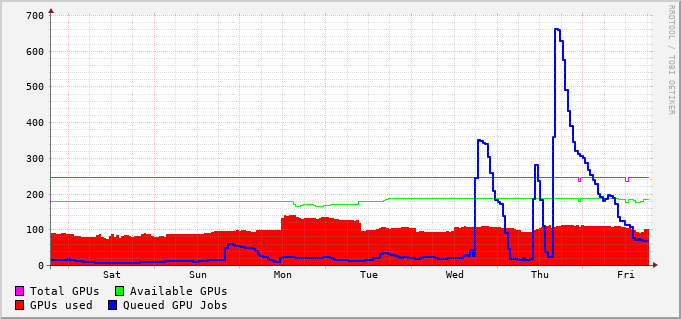 700
600
500
400
300
200
100
0
Sat Sun Mon Tue Wed Thu Fri
Total GPUs Available GPUs
GPUs used Queued GPU Jobs
RRDTOOL / TOBI OETIKER